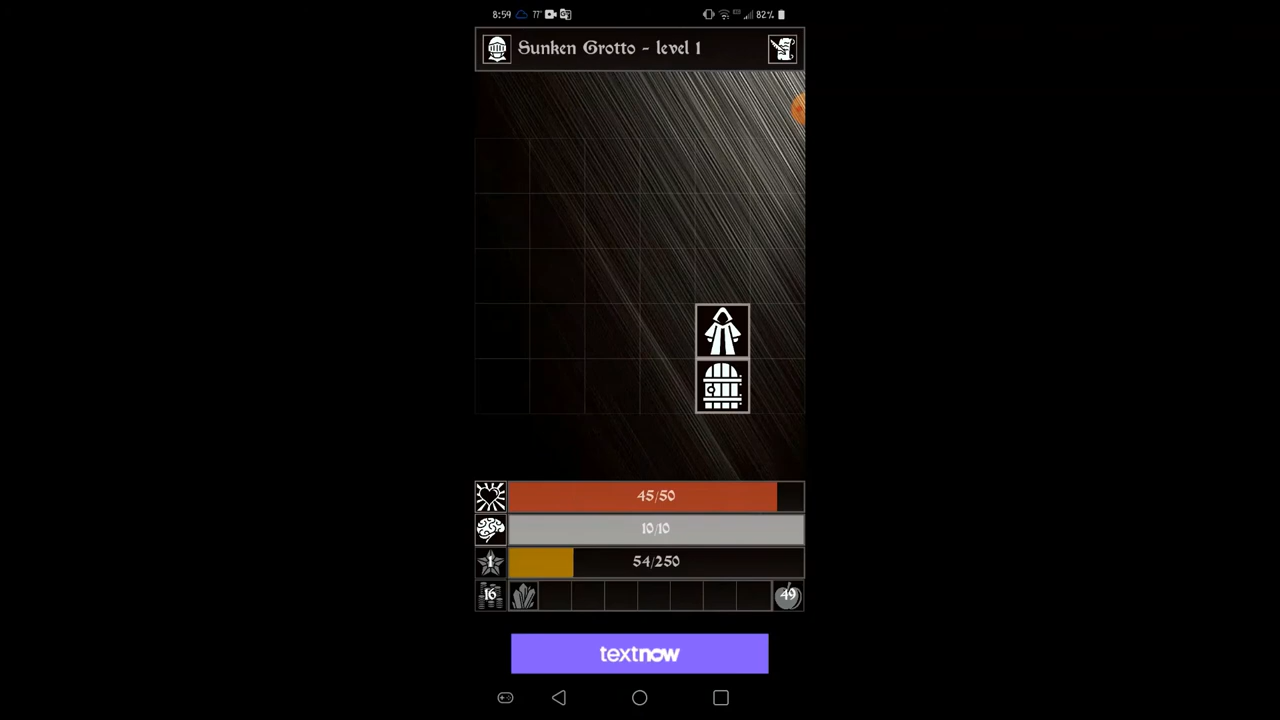 8:59 77° 82%
Sunken Grotto - level 1
45/50
10/10
54/250
16 49
textnow